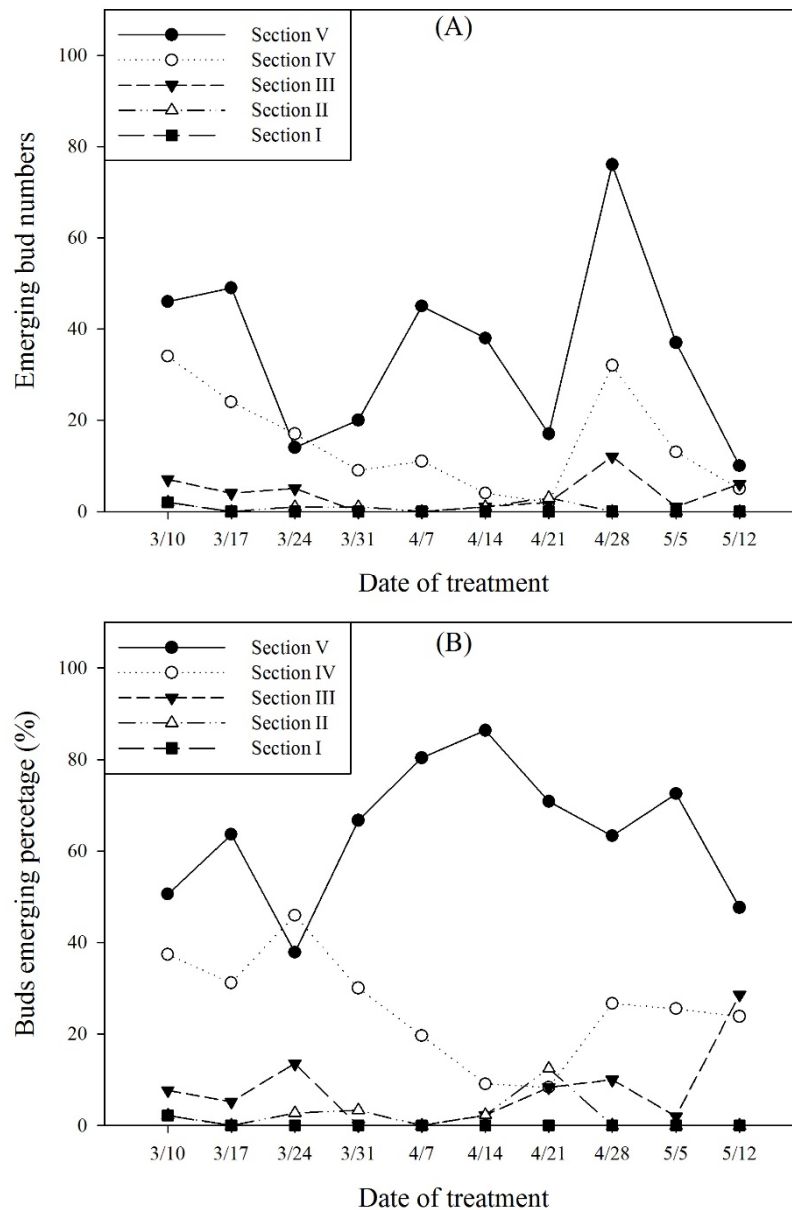 (A)
Section V
Section IV
Section III
Section II
Section I
100
80
60
40
20
0
Emerging bud numbers
3/10 3/17 3/24 3/31 4/7 4/14 4/21 4/28 5/5 5/12
Date of treatment
(B)
Section V
Section IV
Section III
Section II
Section I
100
80
60
40
20
0
Buds emerging percetage (%)
3/10 3/17 3/24 3/31 4/7 4/14 4/21 4/28 5/5 5/12
Date of treatment